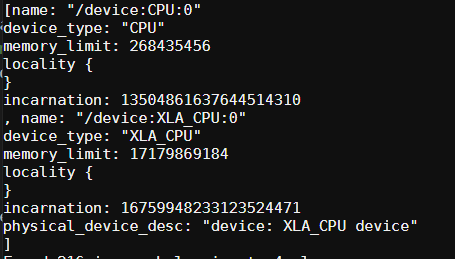 [name: "/device:CPU:0"
device_type: "CPU"
memory_limit: 268435456
locality {
}
incarnation: 13504861637644514310
, name: "/device:XLA_CPU:0"
device_type: "XLA_CPU"
memory_limit: 17179869184
locality {
}
incarnation: 16759948233123524471
physical_device_desc: "device: XLA_CPU device"
]